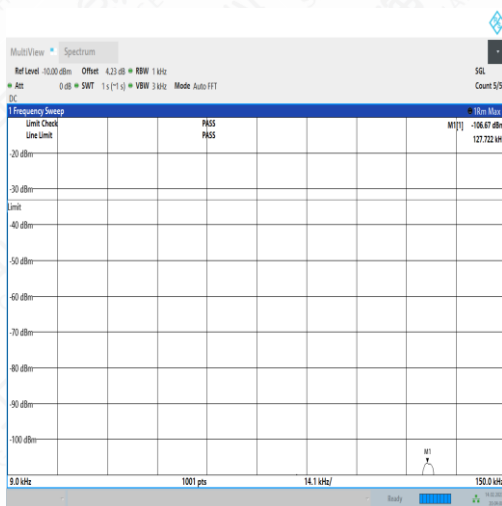 MultiView Spectrum
Ref Level -10.00 dBm Offset 4.23 dB RBW 1 kHz SGL
Att 0 dB SWT 1 s (~1 s) VBW 3 kHz Mode Auto FFT Count 5/5
DC
1 Frequency Sweep 1Rm Max
Limit Check PASS M1[1] -106.67 dBm
Line Limit PASS 127.722 kHz
-20 dBm
-30 dBm
Limit
-40 dBm
-50 dBm
-60 dBm
-70 dBm
-80 dBm
-90 dBm
-100 dBm
M1
9.0 kHz 1001 pts 14.1 kHz/ 150.0 kHz
Ready